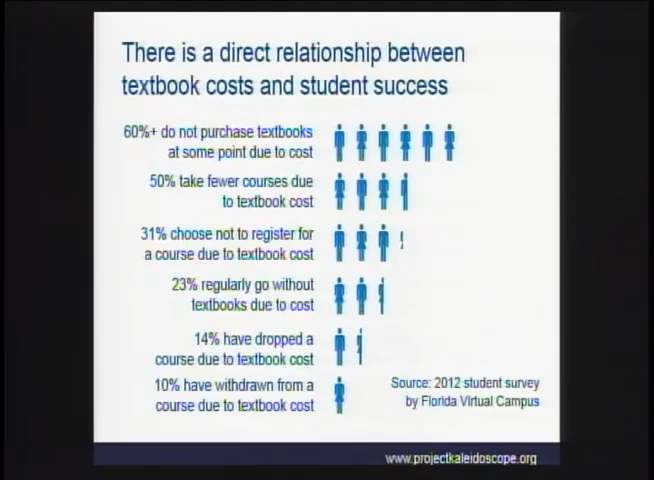 There is a direct relationship between
textbook costs and student success
60%+ do not purchase textbooks
at some point due to cost
50% take fewer courses due
to textbook cost
31% choose not to register for
a course due to textbook cost
23% regularly go without
textbooks due to cost
14% have dropped a
course due to textbook cost
10% have withdrawn from a
course due to textbook cost
Source: 2012 student survey
by Florida Virtual Campus
www.projectkaleidoscope.org